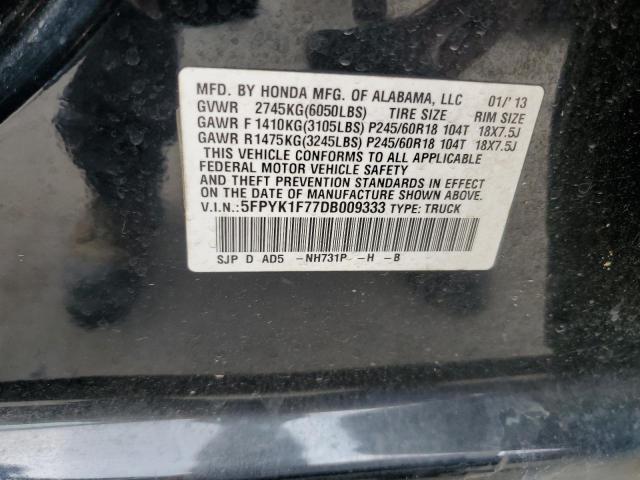 MFD. BY HONDA MFG. OF ALABAMA, LLC 01/'13
GVWR 2745KG(6050LBS) TIRE SIZE RIM SIZE
GAWR F 1410KG(3105LBS) P245/60R18 104T 18X7.5J
GAWR R1475KG(3245LBS) P245/60R18 104T 18X7.5J
THIS VEHICLE CONFORMS TO ALL APPLICABLE
FEDERAL MOTOR VEHICLE SAFETY
AND THEFT PREVENTION STANDARDS IN EFFECT
ON THE DATE OF MANUFACTURE SHOWN ABOVE.
V.I.N.:5FPYK1F77DB009333 TYPE: TRUCK
SJP D AD5 -NH731P -H -B